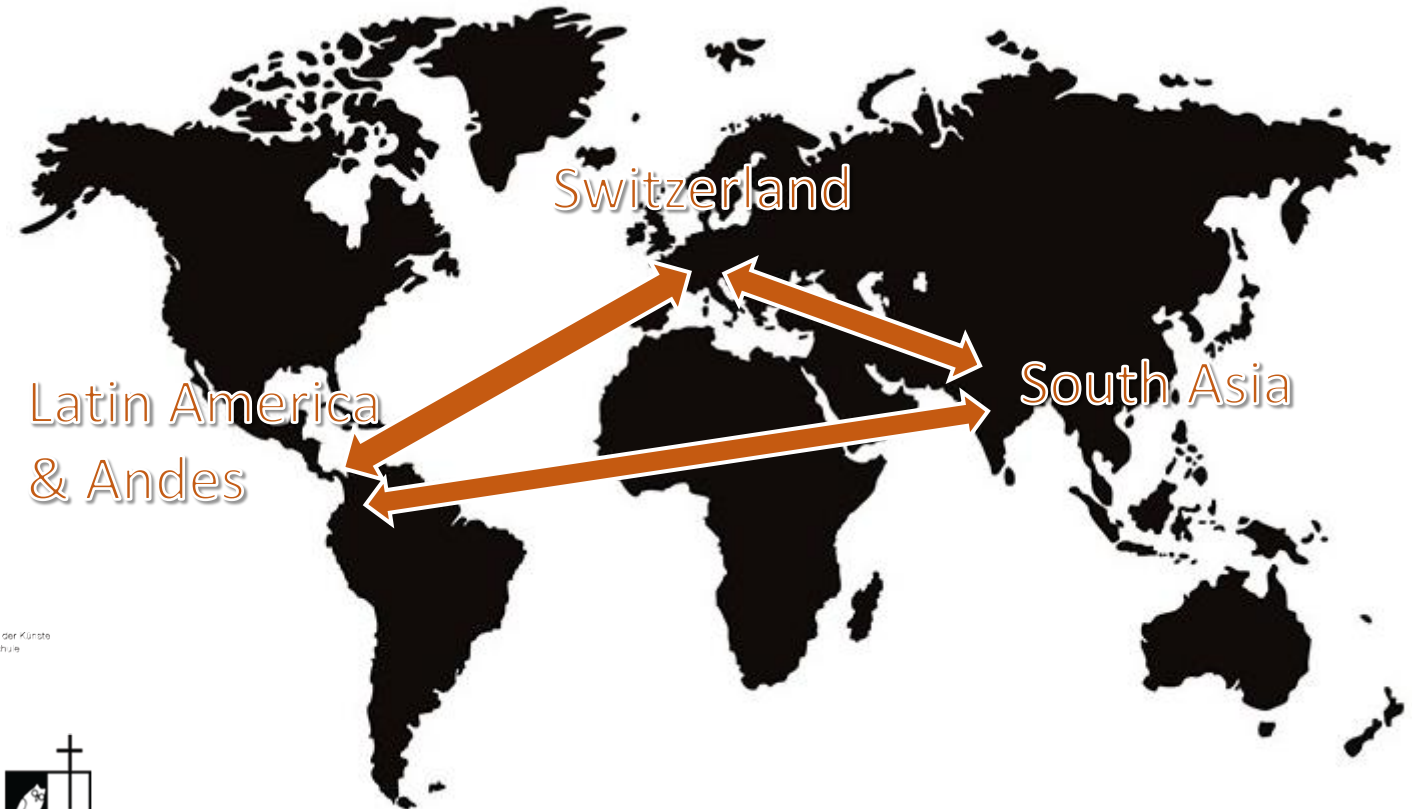 Switzerland
South Asia
Latin America
& Andes
der Künste